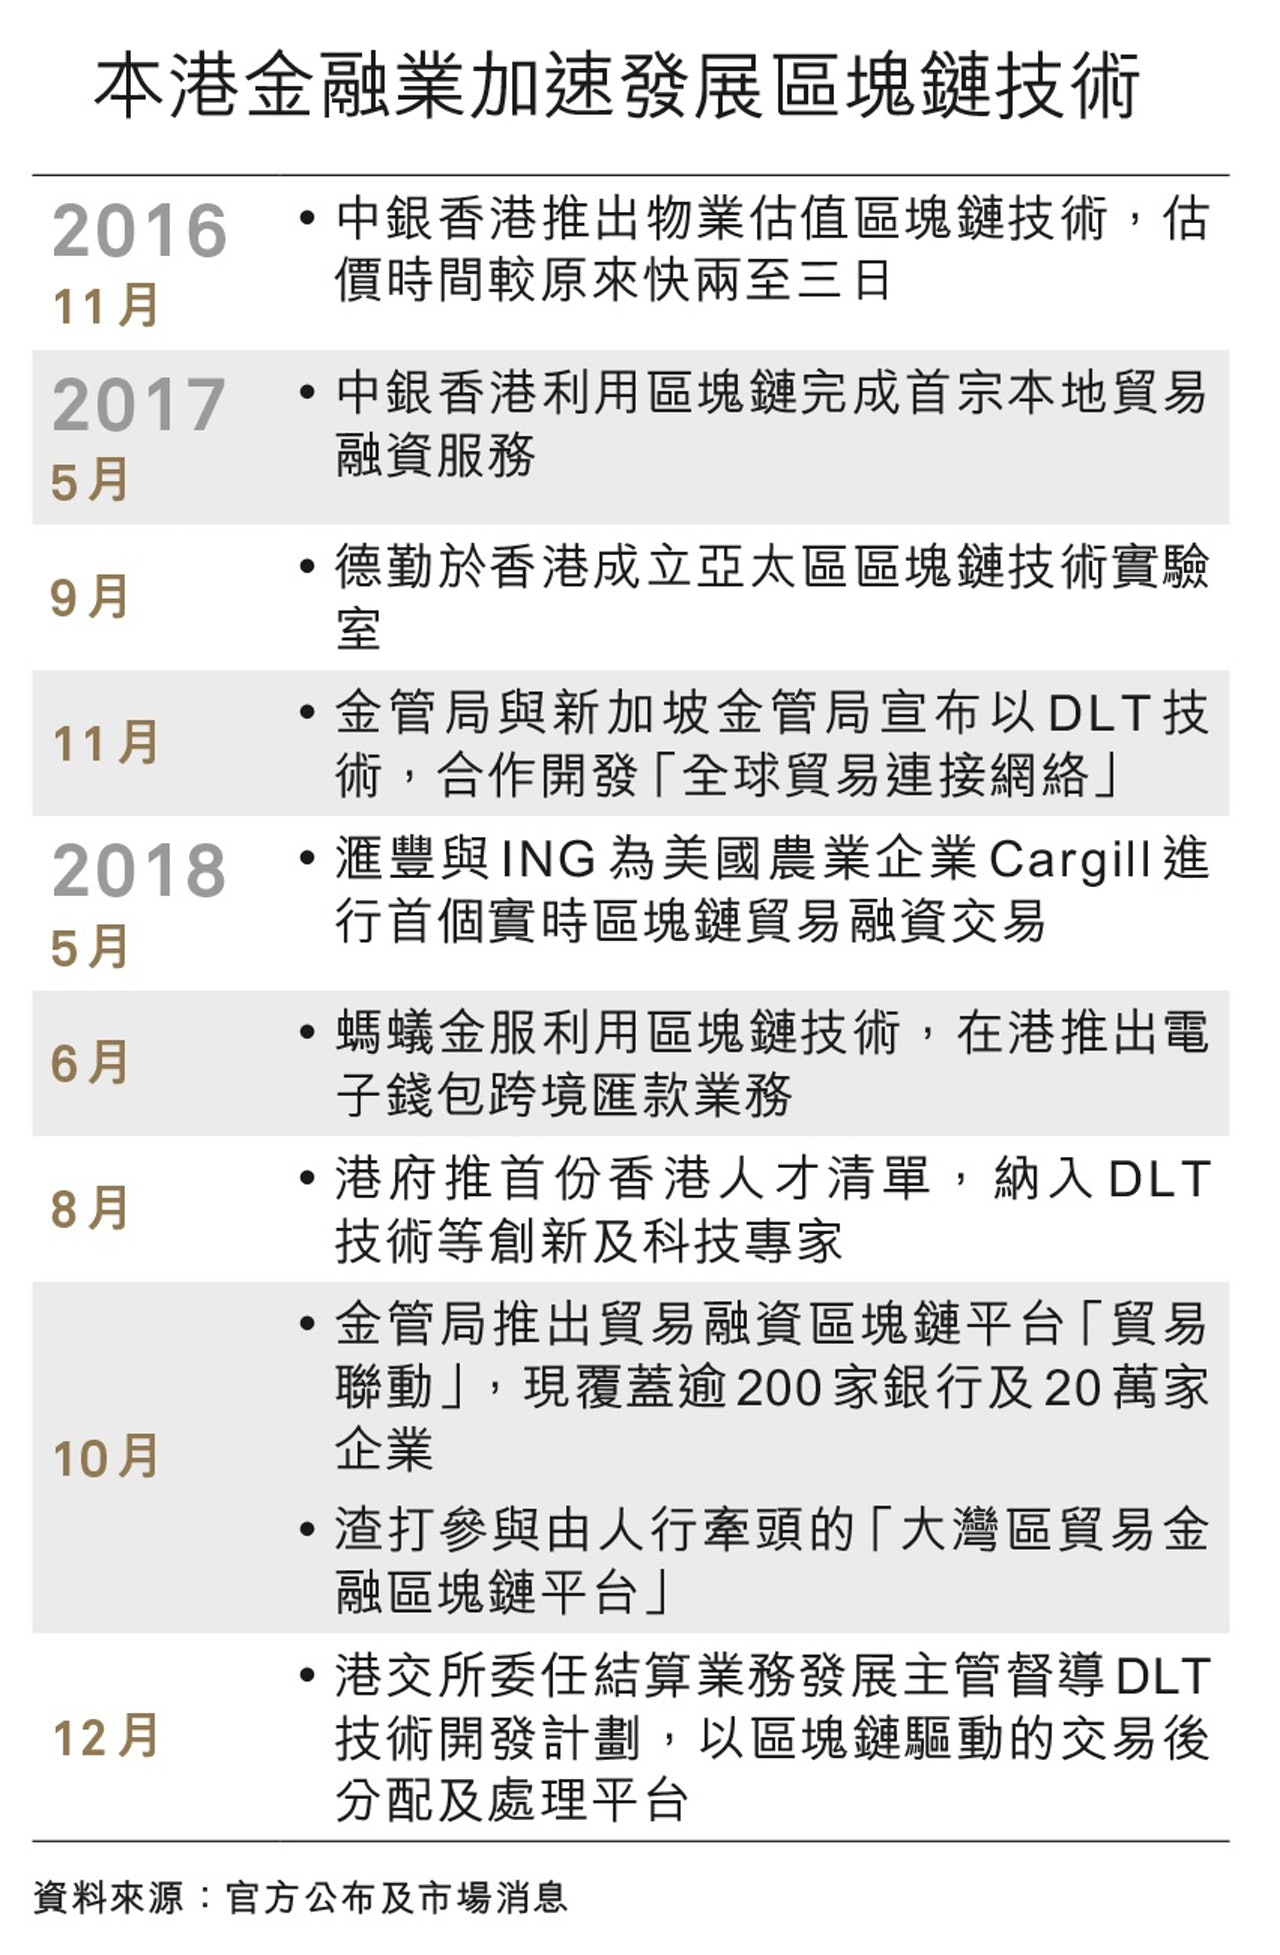 本港金融業加速發展區塊鏈技術
2016
11月
• 中銀香港推出物業估值區塊鏈技術，估
價時間較原來快兩至三日
2017
5月
• 中銀香港利用區塊鏈完成首宗本地貿易
融資服務
9月
• 德勤於香港成立亞太區區塊鏈技術實驗
室
11月
• 金管局與新加坡金管局宣布以DLT技
術，合作開發「全球貿易連接網絡」
2018
5月
• 滙豐與ING為美國農業企業Cargill進
行首個實時區塊鏈貿易融資交易
6月
• 螞蟻金服利用區塊鏈技術，在港推出電
子錢包跨境匯款業務
8月
• 港府推首份香港人才清單，納入DLT
技術等創新及科技專家
10月
• 金管局推出貿易融資區塊鏈平台「貿易
聯動」，現覆蓋逾200家銀行及20萬家
企業
• 渣打參與由人行牽頭的「大灣區貿易金
融區塊鏈平台」
12月
• 港交所委任結算業務發展主管督導DLT
技術開發計劃，以區塊鏈驅動的交易後
分配及處理平台
資料來源：官方公布及市場消息